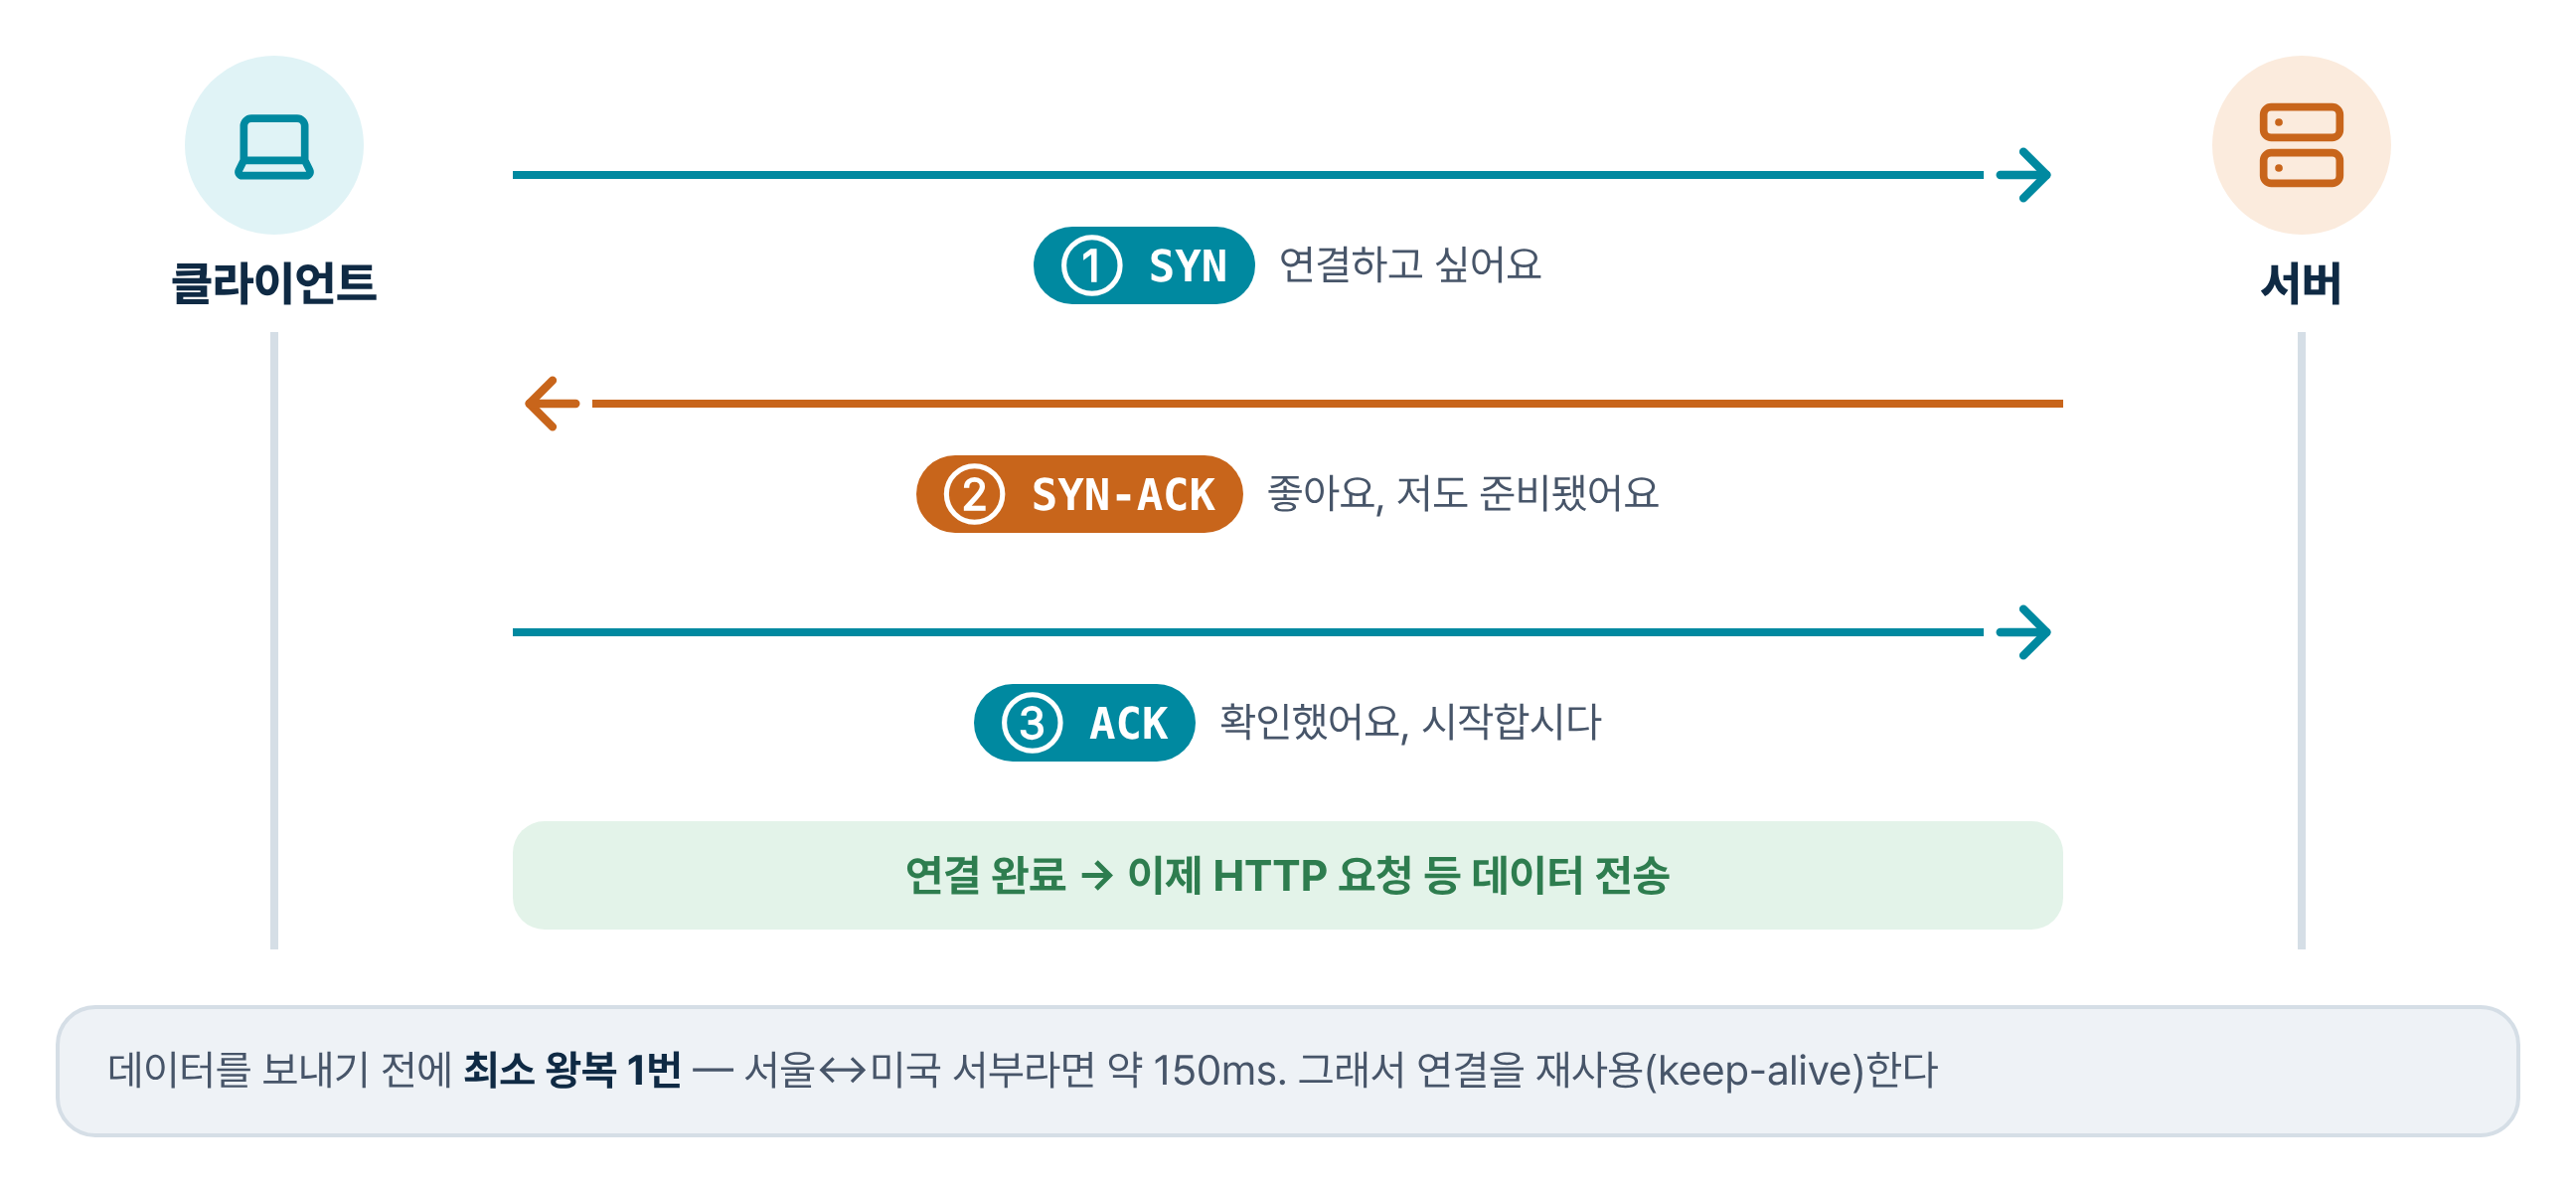 클라이언트
서버
① SYN 연결하고 싶어요
② SYN-ACK 좋아요, 저도 준비됐어요
③ ACK 확인했어요, 시작합시다
연결 완료 → 이제 HTTP 요청 등 데이터 전송
데이터를 보내기 전에 최소 왕복 1번 — 서울↔미국 서부라면 약 150ms. 그래서 연결을 재사용(keep-alive)한다